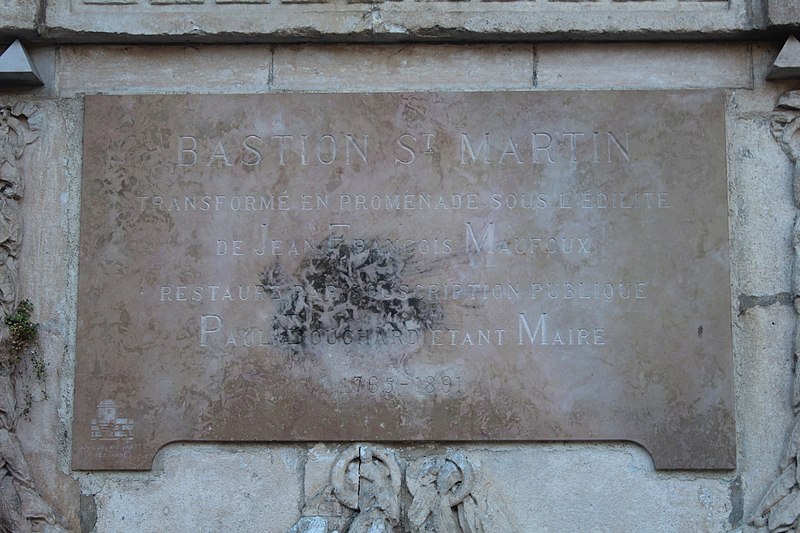 BASTION ST MARTIN
TRANSFORMÉ EN PROMENADE SOUS L'ÉDILITÉ
DE JEAN FRANÇOIS MAUFOUX
RESTAURÉ PAR SOUSCRIPTION PUBLIQUE
PAUL BOUCHARD ÉTANT MAIRE
1765-1891